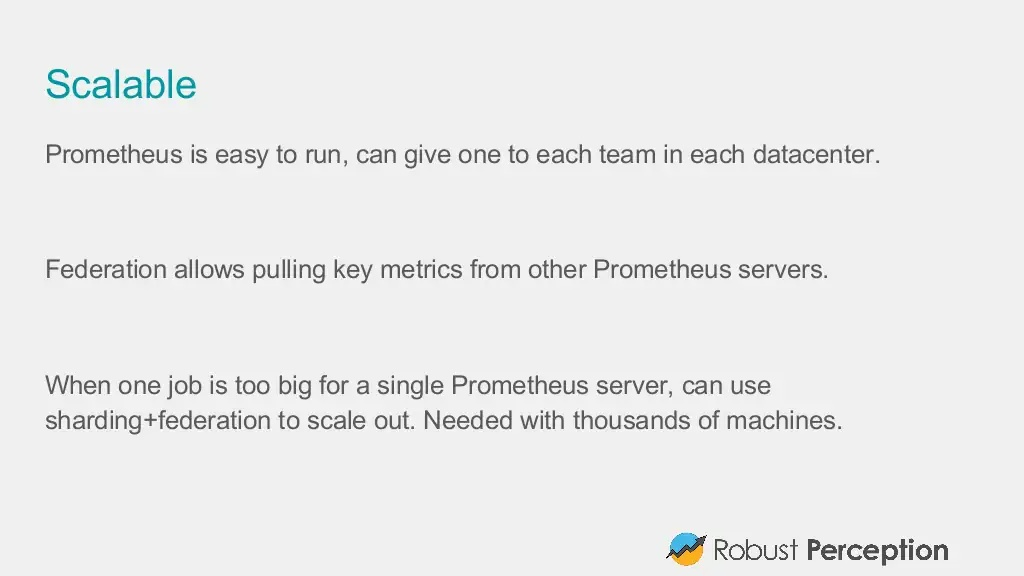 Scalable
Prometheus is easy to run, can give one to each team in each datacenter.
Federation allows pulling key metrics from other Prometheus servers.
When one job is too big for a single Prometheus server, can use
sharding+federation to scale out. Needed with thousands of machines.
Robust Perception